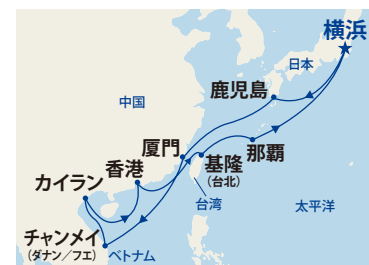 横浜
日本
鹿児島
中国
厦門
基隆
(台北)
那覇
香港
カイラン
台湾
太平洋
チャンメイ
(ダナン／フエ)
ベトナム